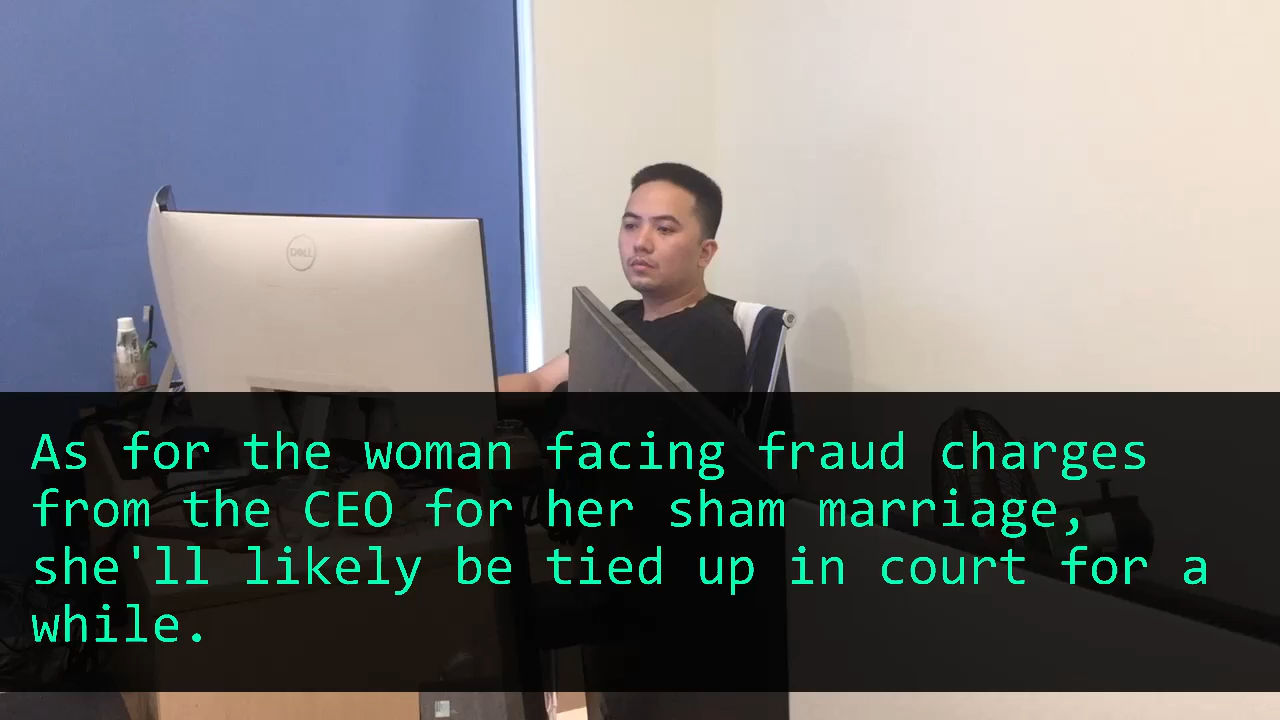 DELL
As for the woman facing fraud charges
from the CEO for her sham marriage,
she'll likely be tied up in court for a
while.